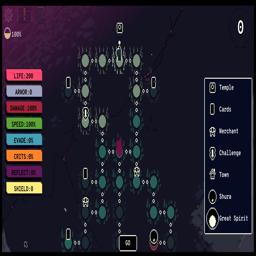 100%
0
LIFE:200
ARMOR:0
DAMAGE:100%
SPEED:100%
EVADE:0%
CRITS:0%
REFLECT:0%
SHIELD:0
Temple
Cards
Merchant
Challenge
Town
Shura
Great Spirit
GO